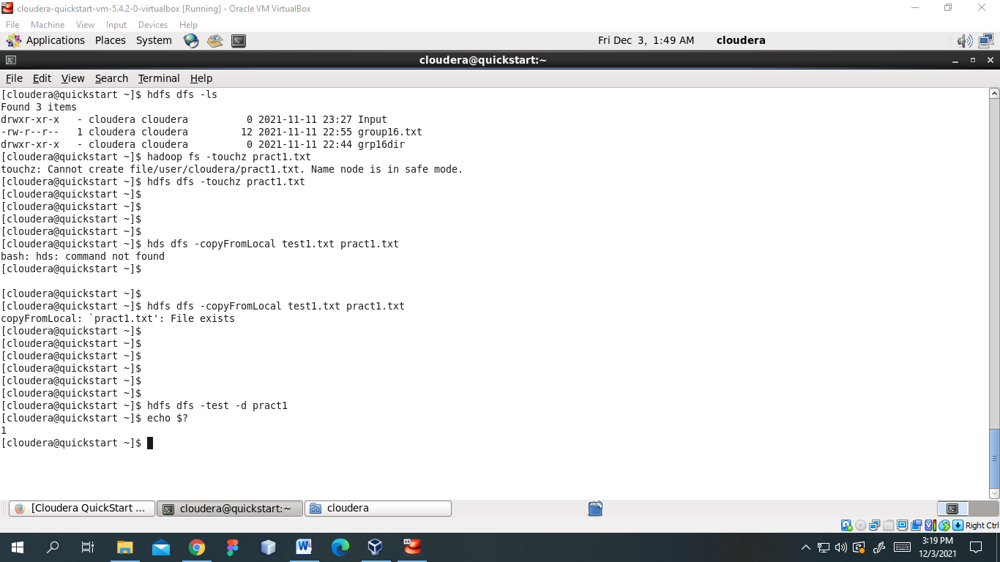 cloudera-quickstart-vm-5.4.2-0-virtualbox [Running] - Oracle VM VirtualBox
File Machine View Input Devices Help
Applications Places System Fri Dec 3, 1:49 AM cloudera
cloudera@quickstart:~
File Edit View Search Terminal Help
[cloudera@quickstart ~]$ hdfs dfs -ls
Found 3 items
drwxr-xr-x   - cloudera cloudera          0 2021-11-11 23:27 Input
-rw-r--r--   1 cloudera cloudera         12 2021-11-11 22:55 group16.txt
drwxr-xr-x   - cloudera cloudera          0 2021-11-11 22:44 grp16dir
[cloudera@quickstart ~]$ hadoop fs -touchz pract1.txt
touchz: Cannot create file/user/cloudera/pract1.txt. Name node is in safe mode.
[cloudera@quickstart ~]$ hdfs dfs -touchz pract1.txt
[cloudera@quickstart ~]$
[cloudera@quickstart ~]$
[cloudera@quickstart ~]$
[cloudera@quickstart ~]$
[cloudera@quickstart ~]$ hds dfs -copyFromLocal test1.txt pract1.txt
bash: hds: command not found
[cloudera@quickstart ~]$
[cloudera@quickstart ~]$
[cloudera@quickstart ~]$ hdfs dfs -copyFromLocal test1.txt pract1.txt
copyFromLocal: `pract1.txt': File exists
[cloudera@quickstart ~]$
[cloudera@quickstart ~]$
[cloudera@quickstart ~]$
[cloudera@quickstart ~]$
[cloudera@quickstart ~]$
[cloudera@quickstart ~]$
[cloudera@quickstart ~]$ hdfs dfs -test -d pract1
[cloudera@quickstart ~]$ echo $?
1
[cloudera@quickstart ~]$
[Cloudera QuickStart ... cloudera@quickstart:~ cloudera
Right Ctrl
3:19 PM
12/3/2021